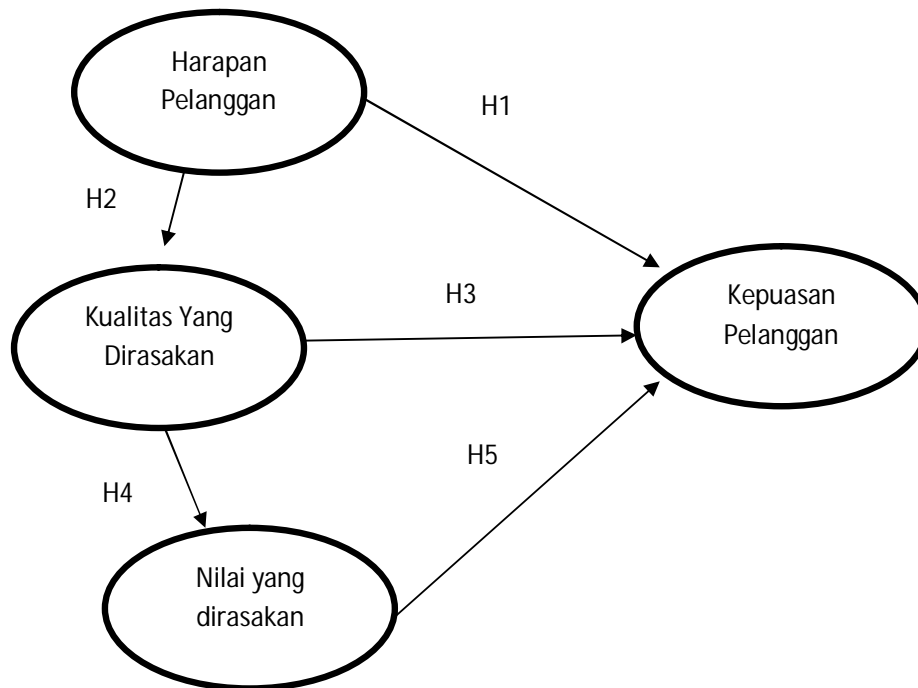 Harapan
Pelanggan
H1
H2
Kualitas Yang
Dirasakan
H3
Kepuasan
Pelanggan
H4
H5
Nilai yang
dirasakan